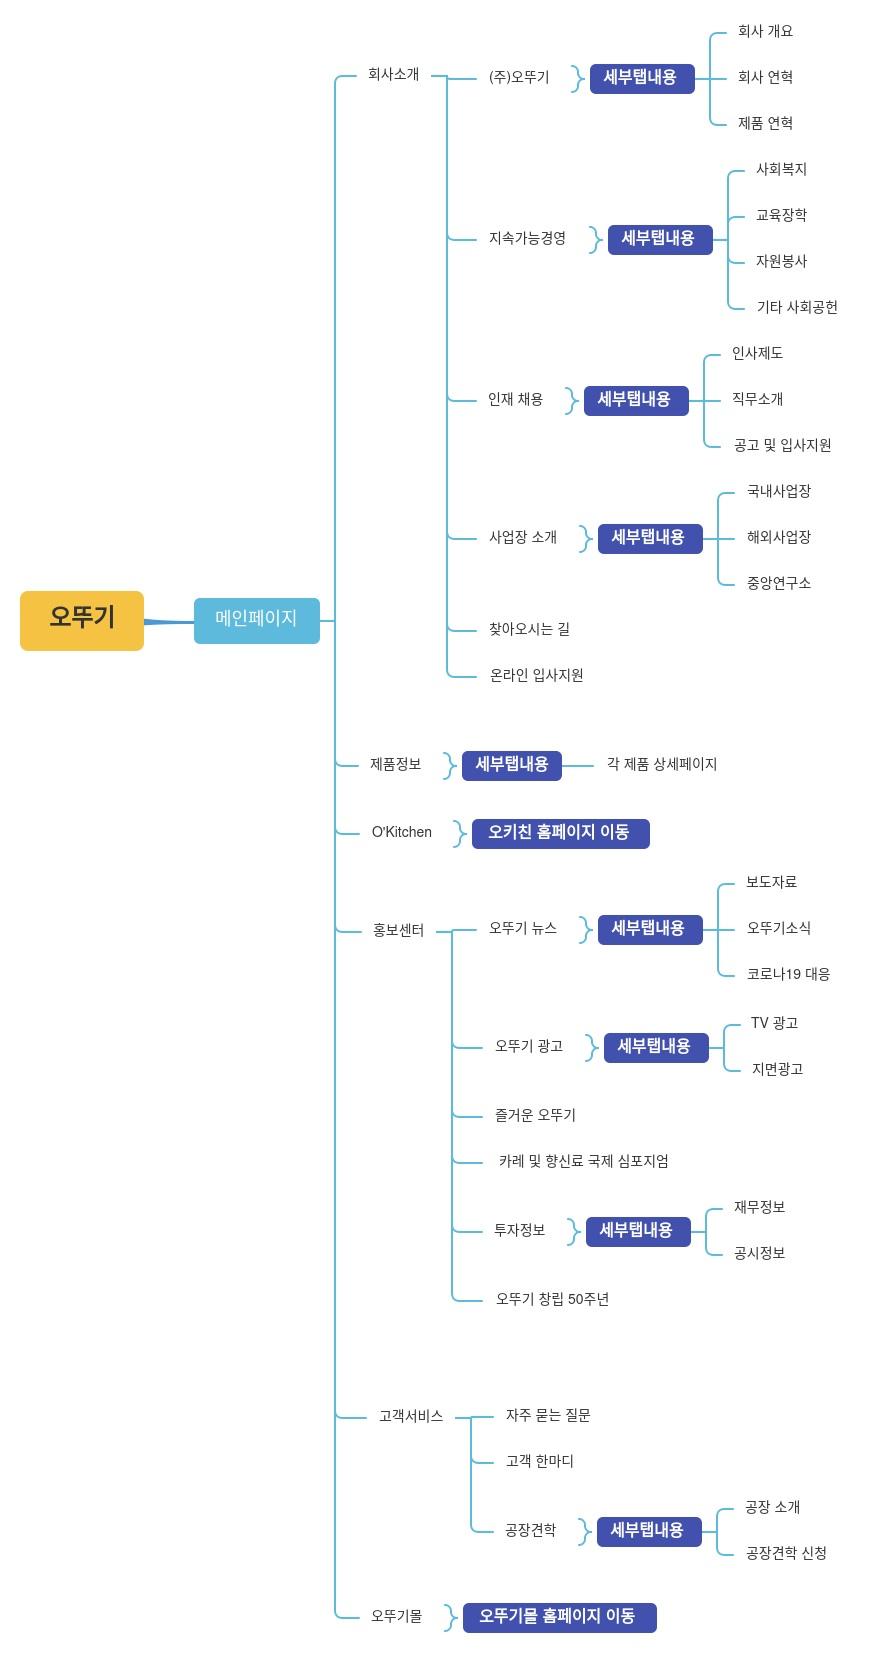 오뚜기
메인페이지
회사소개
(주)오뚜기
세부탭내용
회사 개요
회사 연혁
제품 연혁
지속가능경영
세부탭내용
사회복지
교육장학
자원봉사
기타 사회공헌
인재 채용
세부탭내용
인사제도
직무소개
공고 및 입사지원
사업장 소개
세부탭내용
국내사업장
해외사업장
중앙연구소
찾아오시는 길
온라인 입사지원
제품정보
세부탭내용
각 제품 상세페이지
O'Kitchen
오키친 홈페이지 이동
홍보센터
오뚜기 뉴스
세부탭내용
보도자료
오뚜기소식
코로나19 대응
오뚜기 광고
세부탭내용
TV 광고
지면광고
즐거운 오뚜기
카레 및 향신료 국제 심포지엄
투자정보
세부탭내용
재무정보
공시정보
오뚜기 창립 50주년
고객서비스
자주 묻는 질문
고객 한마디
공장견학
세부탭내용
공장 소개
공장견학 신청
오뚜기몰
오뚜기몰 홈페이지 이동